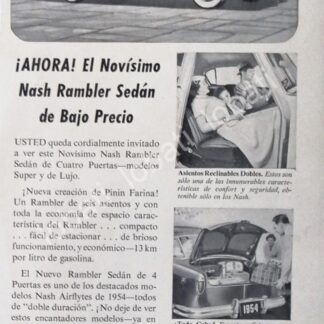 ¡AHORA! El Novísimo
Nash Rambler Sedán
de Bajo Precio
USTED queda cordialmente invitado
a ver este Novísimo Nash Rambler
Sedán de Cuatro Puertas—modelos
Super y de Lujo.
¡Nueva creación de Pinin Farina!
Un Rambler de seis asientos y con
toda la economía de espacio carac-
terística del Rambler . . . compacto
. . . fácil de estacionar . . . de brioso
funcionamiento, y económico—13 km
por litro de gasolina.
El Nuevo Rambler Sedán de 4
Puertas es uno de los destacados mo-
delos Nash Airflytes de 1954—todos
de "doble duración". ¡No deje de ver
estos encantadores modelos—ya en
Asientos Reclinables Dobles. Estos son
sólo una de las innumerables caracte-
rísticas de confort y seguridad, ob-
tenible sólo en los Nash.
1954